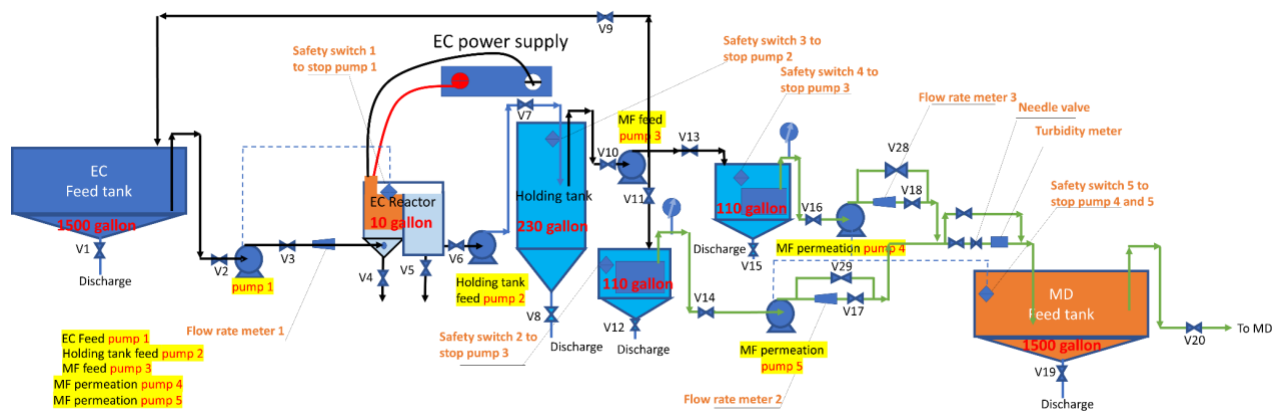 V9
EC power supply
Safety switch 1
to stop pump 1
Safety switch 3 to
stop pump 2
Safety switch 4 to
stop pump 3
Flow rate meter 3
Needle valve
Turbidity meter
Safety switch 5 to
stop pump 4 and 5
V7
MF feed
pump 3
V13
V10
V28
V18
EC
Feed tank
1500 gallon
V1
Discharge
V2
V3
pump 1
EC Reactor
10 gallon
V4
V5
V6
Holding tank
feed pump 2
Holding tank
230 gallon
V8
Discharge
V11
110 gallon
V12
Discharge
110 gallon
Discharge
V15
V16
MF permeation pump 4
V14
V29
V17
MF permeation
pump 5
MD
Feed tank
1500 gallon
V19
Discharge
V20
To MD
Flow rate meter 1
Safety switch 2 to
stop pump 3
Flow rate meter 2
EC Feed pump 1
Holding tank feed pump 2
MF feed pump 3
MF permeation pump 4
MF permeation pump 5